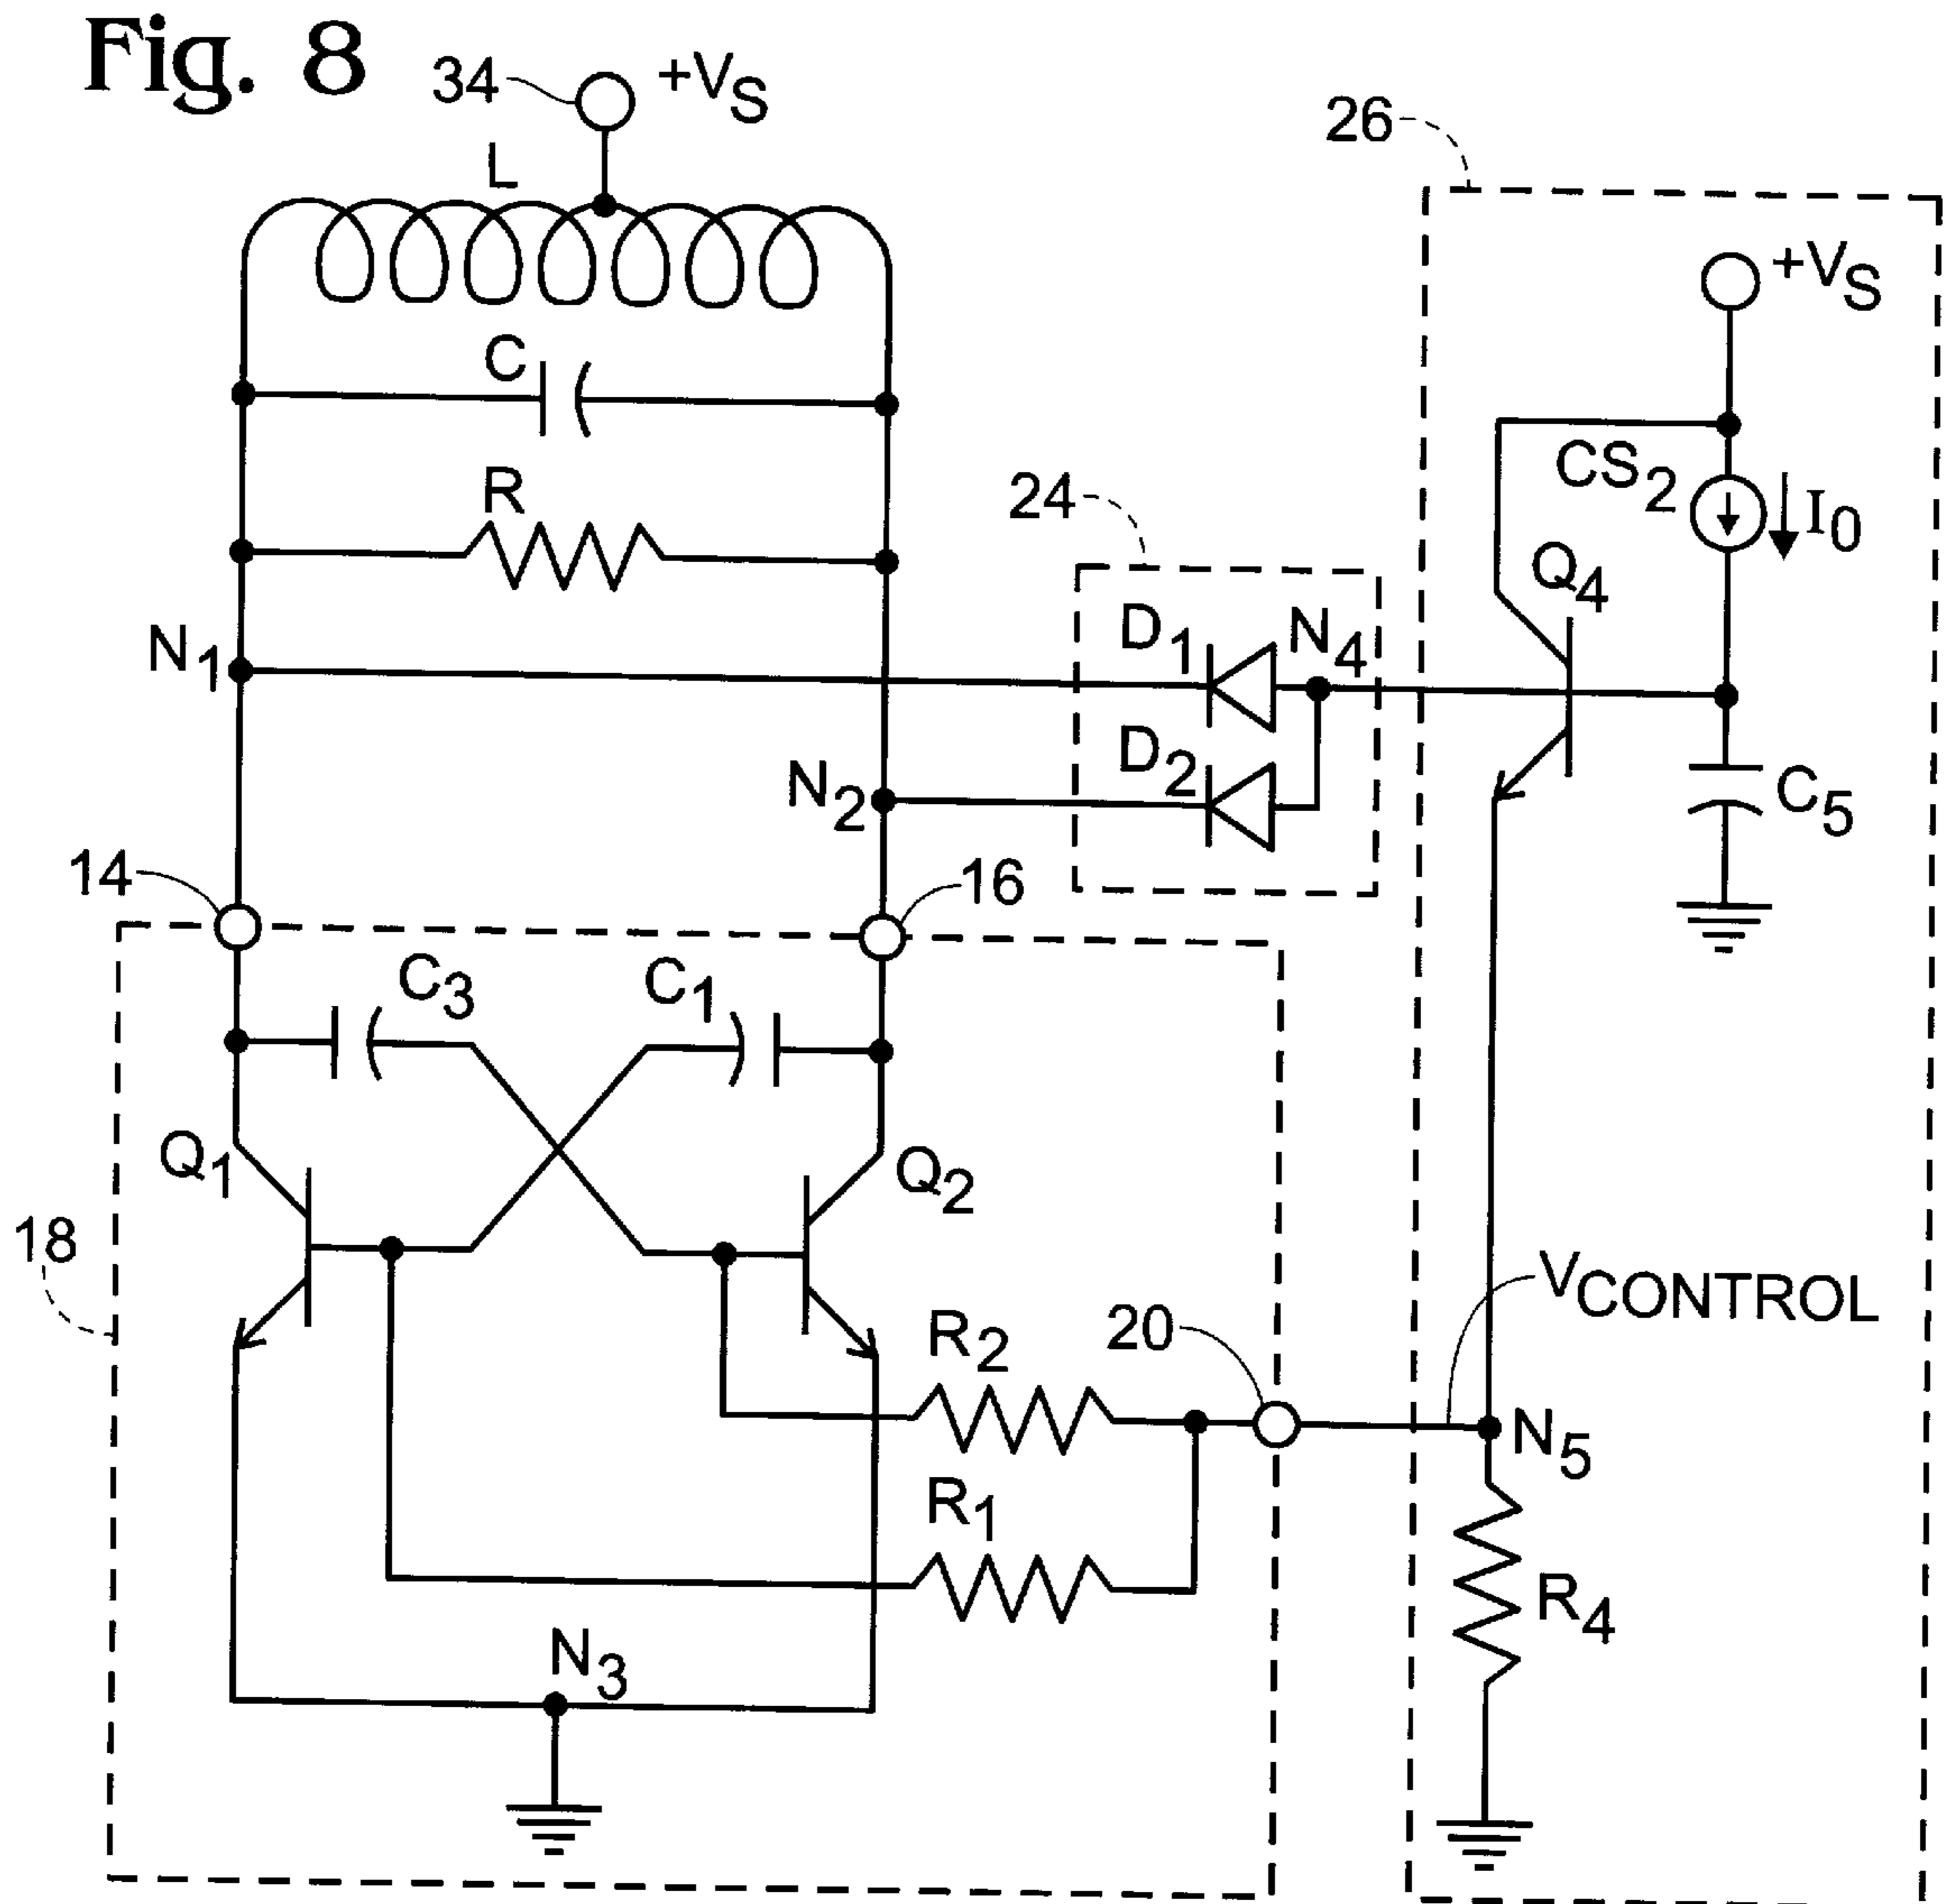 Fig. 8
34
+VS
L
26
+VS
C
CS2
I0
R
24
Q4
D1
N4
N1
D2
N2
C5
14
16
C3
C1
Q1
Q2
18
VCONTROL
20
R2
N5
R1
R4
N3